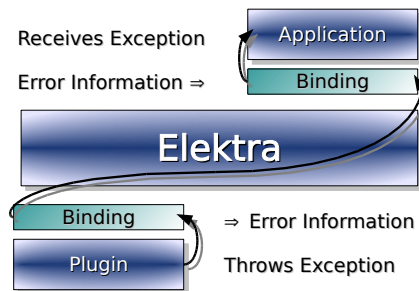 Receives Exception
Application
Error Information ⇒
Binding
Elektra
Binding
⇒ Error Information
Plugin
Throws Exception